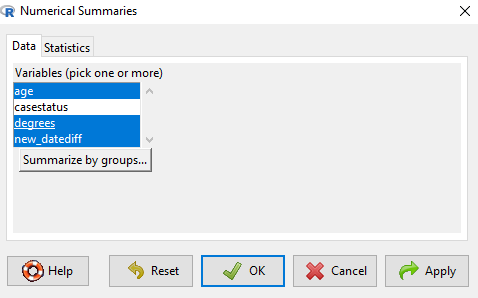 Numerical Summaries
Data Statistics
Variables (pick one or more)
age
casestatus
degrees
new_datediff
Summarize by groups...
Help Reset OK Cancel Apply